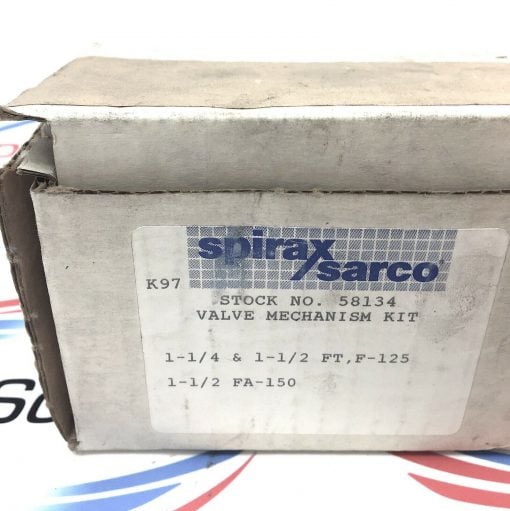 spirax
sarco
K97
STOCK NO. 58134
VALVE MECHANISM KIT
1-1/4 & 1-1/2 FT,F-125
1-1/2 FA-150